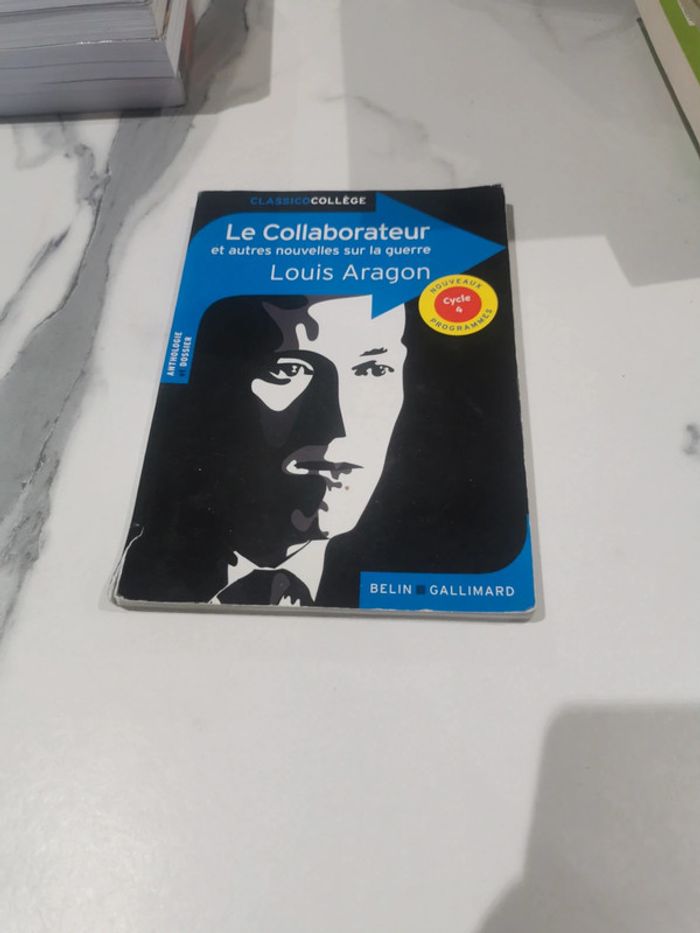 CLASSICOCOLLÈGE
Le Collaborateur
et autres nouvelles sur la guerre
Louis Aragon
NOUVEAUX
Cycle
4
PROGRAMMES
ANTHOLOGIE
ET DOSSIER
BELIN GALLIMARD